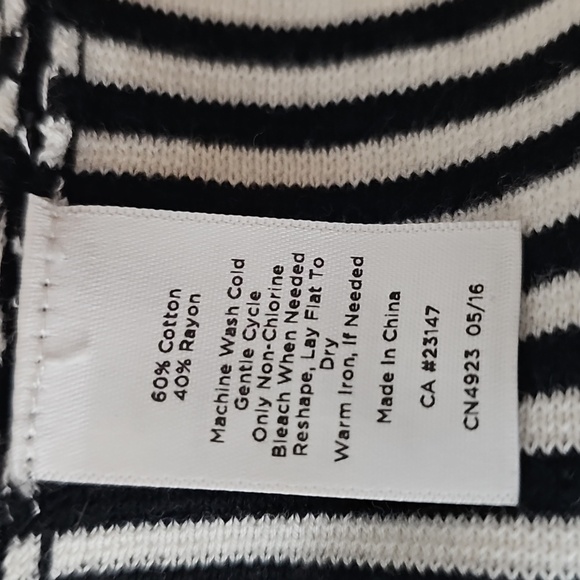 60% Cotton
40% Rayon
Machine Wash Cold
Gentle Cycle
Only Non-Chlorine
Bleach When Needed
Reshape, Lay Flat To
Dry
Warm Iron, If Needed
Made In China
CA #23147
CN4923 05/16